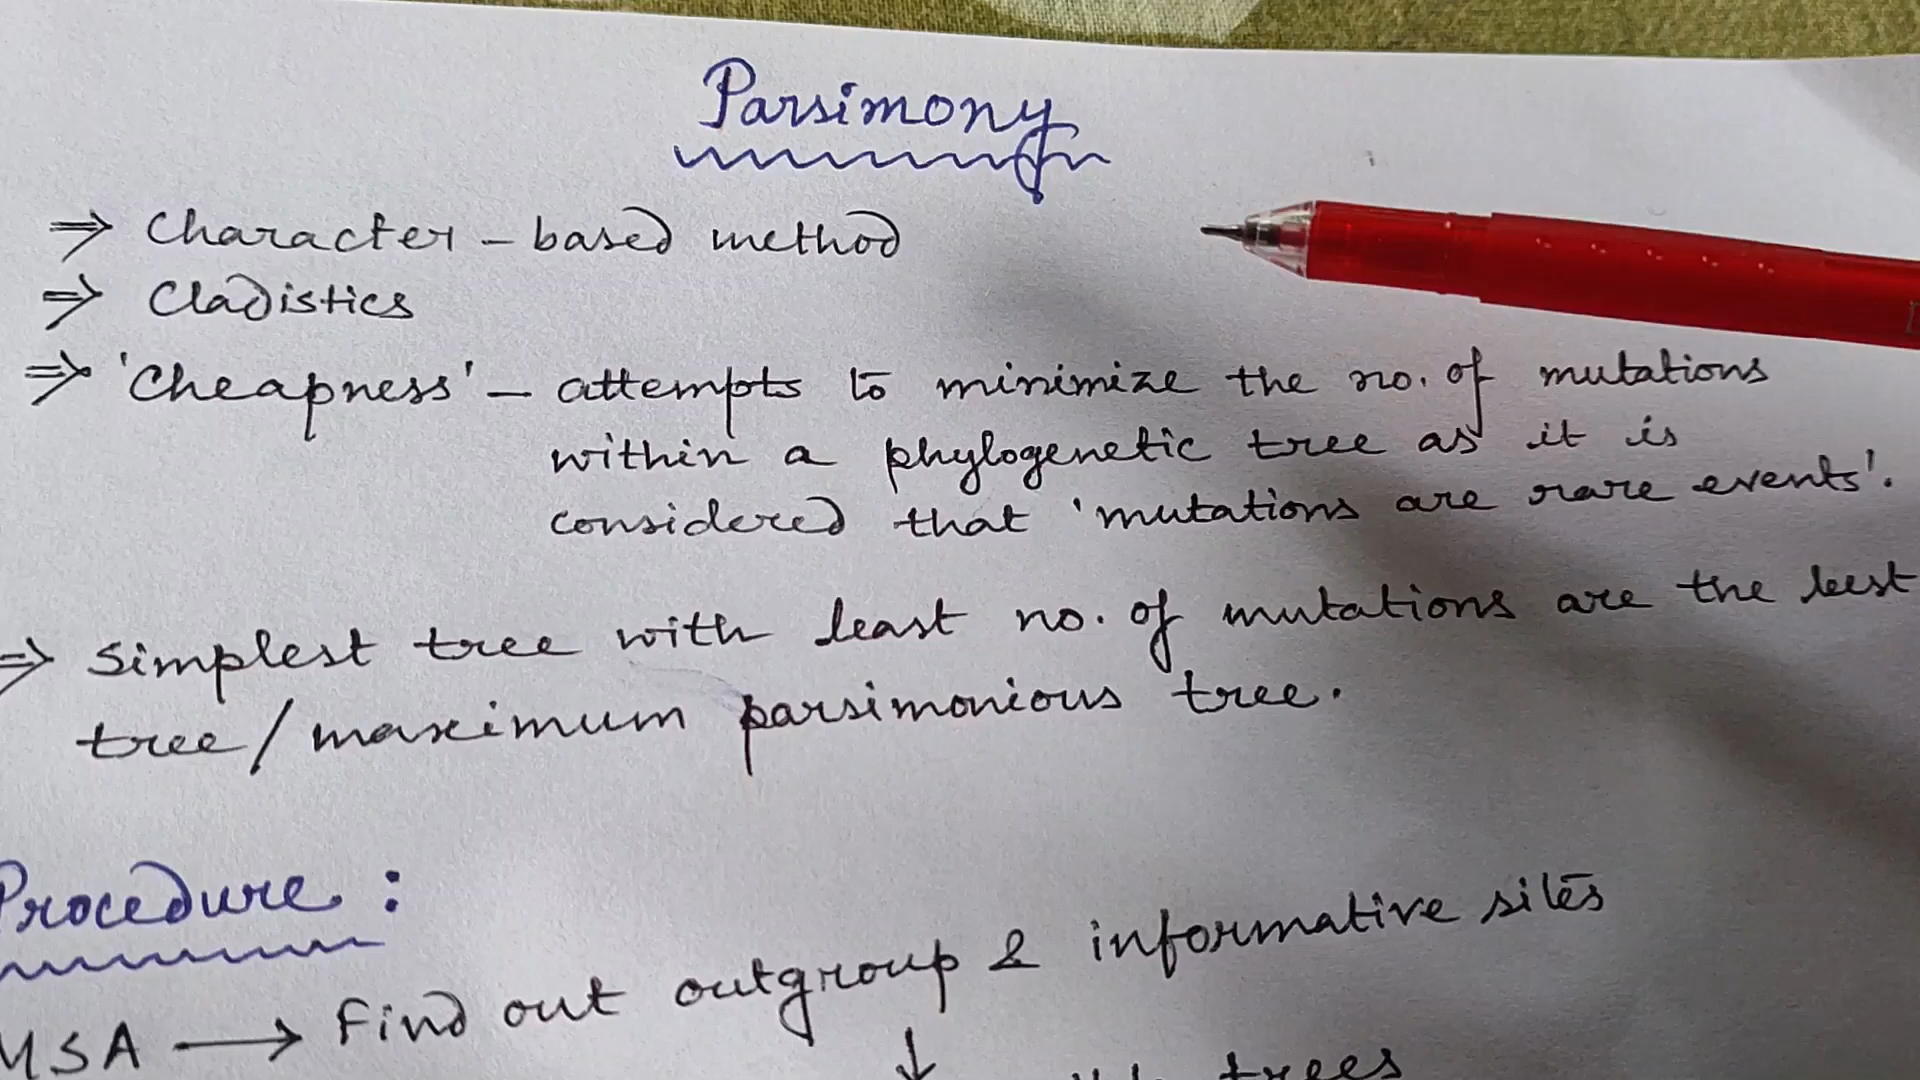 Parsimony
⇒ Character - based method
⇒ Cladistics
⇒ 'Cheapness' - attempts to minimize the no. of mutations
within a phylogenetic tree as it is
considered that 'mutations are rare events'.
⇒ Simplest tree with least no. of mutations are the best
tree / maximum parsimonious tree.
Procedure :
MSA → Find out outgroup & informative sites
↓
trees